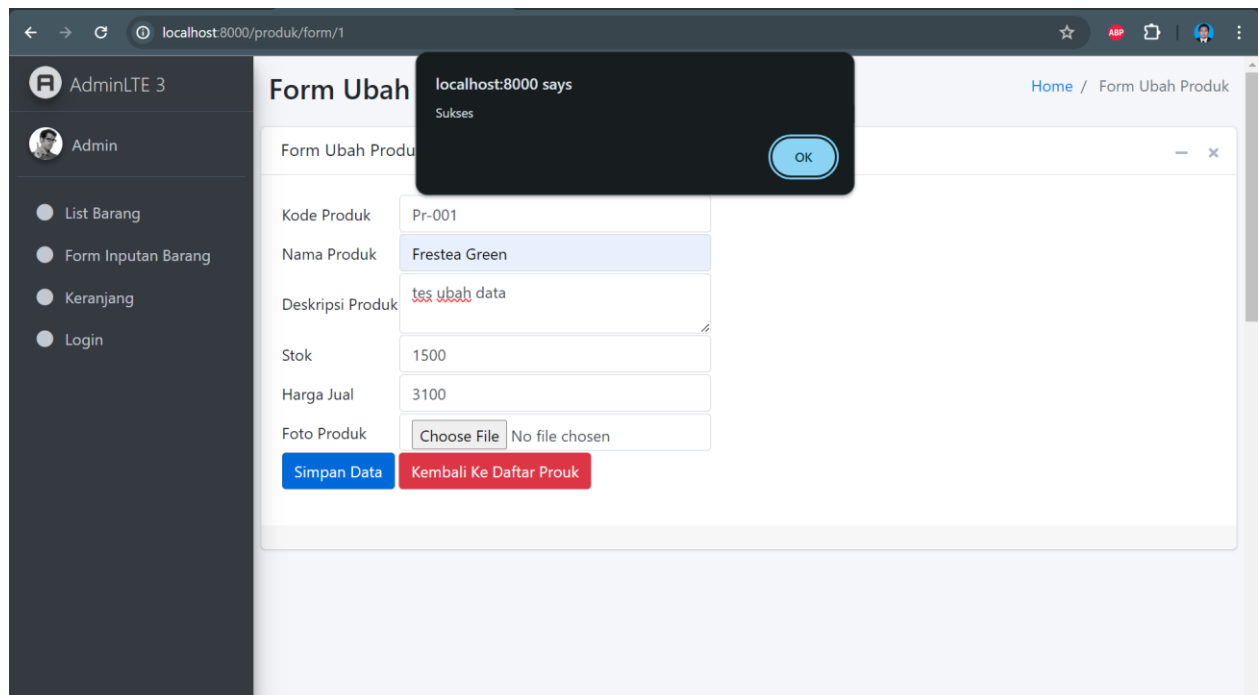 localhost:8000/produk/form/1
ABP
AdminLTE 3
Admin
List Barang
Form Inputan Barang
Keranjang
Login
Form Ubah
Home / Form Ubah Produk
localhost:8000 says
Sukses
OK
Form Ubah Produ
Kode Produk Pr-001
Nama Produk Frestea Green
Deskripsi Produk tes ubah data
Stok 1500
Harga Jual 3100
Foto Produk Choose File No file chosen
Simpan Data Kembali Ke Daftar Prouk